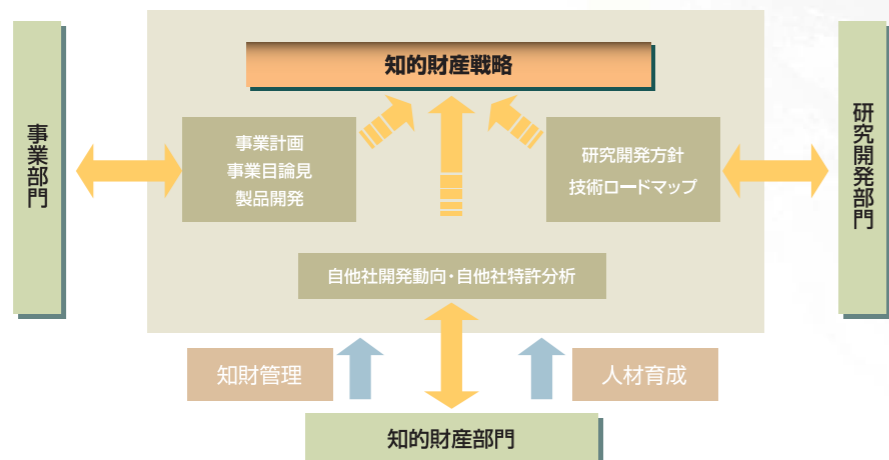 知的財産戦略
事業部門
事業計画
事業目論見
製品開発
研究開発方針
技術ロードマップ
研究開発部門
自他社開発動向・自他社特許分析
知財管理
人材育成
知的財産部門